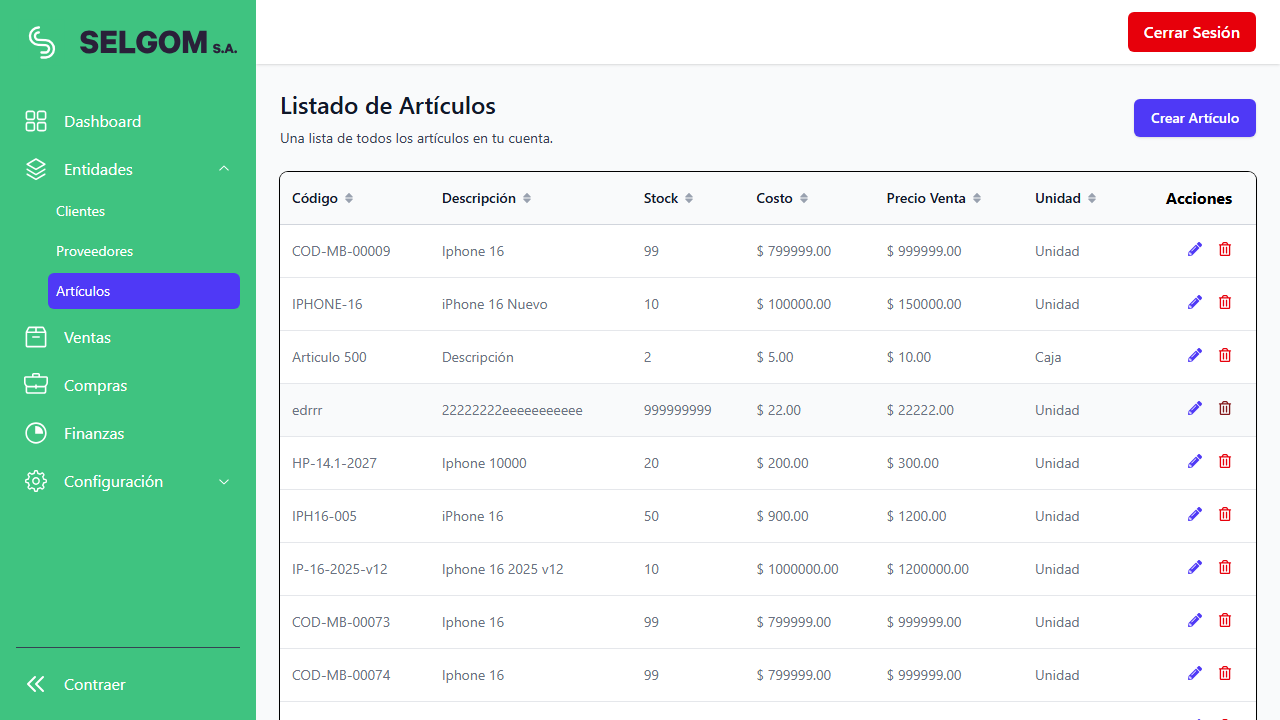 SELGOM S.A.
Cerrar Sesión
Dashboard
Entidades
Clientes
Proveedores
Artículos
Ventas
Compras
Finanzas
Configuración
Contraer
Listado de Artículos
Una lista de todos los artículos en tu cuenta.
Crear Artículo
Código Descripción Stock Costo Precio Venta Unidad Acciones
COD-MB-00009 Iphone 16 99 $ 799999.00 $ 999999.00 Unidad
IPHONE-16 iPhone 16 Nuevo 10 $ 100000.00 $ 150000.00 Unidad
Articulo 500 Descripción 2 $ 5.00 $ 10.00 Caja
edrrr 22222222eeeeeeeeeee 999999999 $ 22.00 $ 22222.00 Unidad
HP-14.1-2027 Iphone 10000 20 $ 200.00 $ 300.00 Unidad
IPH16-005 iPhone 16 50 $ 900.00 $ 1200.00 Unidad
IP-16-2025-v12 Iphone 16 2025 v12 10 $ 1000000.00 $ 1200000.00 Unidad
COD-MB-00073 Iphone 16 99 $ 799999.00 $ 999999.00 Unidad
COD-MB-00074 Iphone 16 99 $ 799999.00 $ 999999.00 Unidad